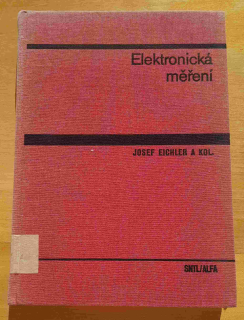 Elektronická
měření
JOSEF EICHLER A KOL.
SNTL/ALFA